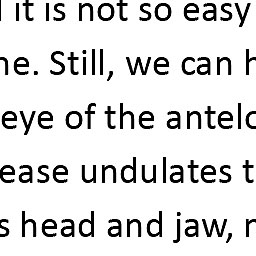 it is not so easy
ne. Still, we can h
eye of the antelo
ease undulates t
s head and jaw, r